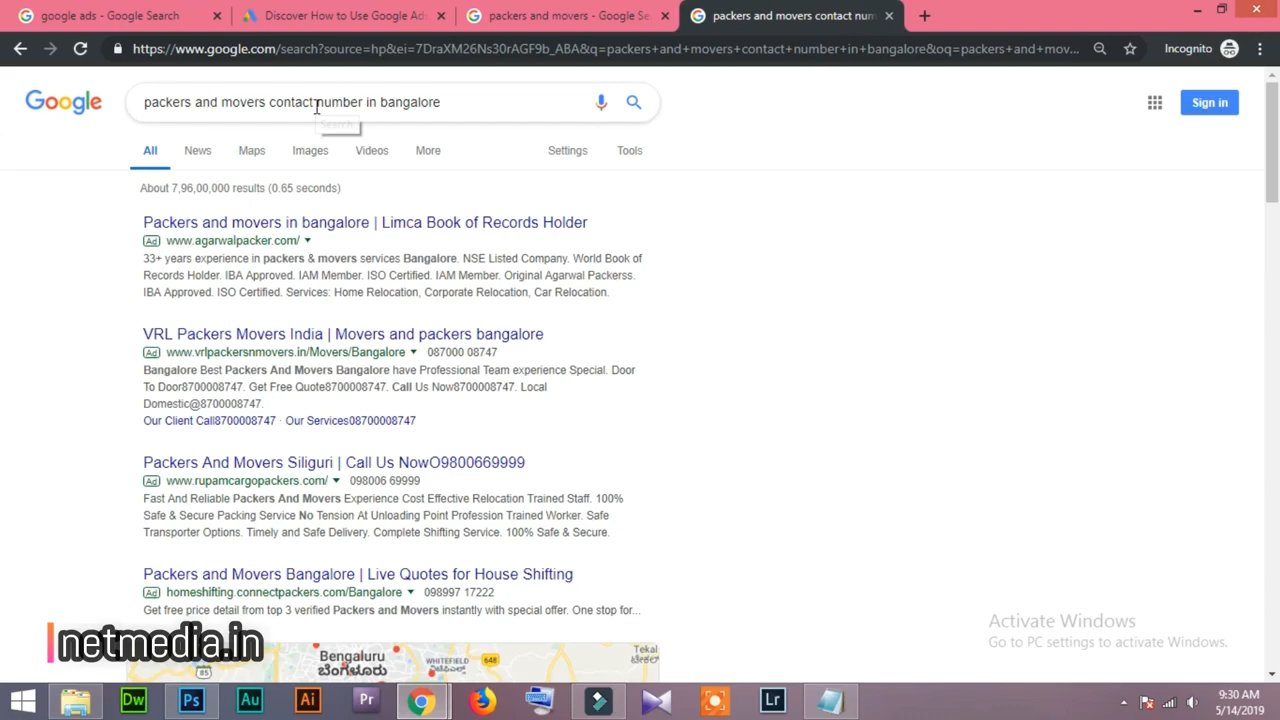 google ads - Google Search
Discover How to Use Google Ads
packers and movers - Google Se
packers and movers contact num
https://www.google.com/search?source=hp&ei=7DraXM26Ns30rAGF9b_ABA&q=packers+and+movers+contact+number+in+bangalore&oq=packers+and+mov...
Incognito
Google
packers and movers contact number in bangalore
Search
Sign in
All News Maps Images Videos More Settings Tools
About 7,96,00,000 results (0.65 seconds)
Packers and movers in bangalore | Limca Book of Records Holder
Ad www.agarwalpacker.com/
33+ years experience in packers & movers services Bangalore. NSE Listed Company. World Book of
Records Holder. IBA Approved. IAM Member. ISO Certified. IAM Member. Original Agarwal Packerss.
IBA Approved. ISO Certified. Services: Home Relocation, Corporate Relocation, Car Relocation.
VRL Packers Movers India | Movers and packers bangalore
Ad www.vrlpackersnmovers.in/Movers/Bangalore 087000 08747
Bangalore Best Packers And Movers Bangalore have Professional Team experience Special. Door
To Door8700008747. Get Free Quote8700008747. Call Us Now8700008747. Local
Domestic@8700008747.
Our Client Call8700008747 · Our Services08700008747
Packers And Movers Siliguri | Call Us NowO9800669999
Ad www.rupamcargopackers.com/ 098006 69999
Fast And Reliable Packers And Movers Experience Cost Effective Relocation Trained Staff. 100%
Safe & Secure Packing Service No Tension At Unloading Point Profession Trained Worker. Safe
Transporter Options. Timely and Safe Delivery. Complete Shifting Service. 100% Safe & Secure.
Packers and Movers Bangalore | Live Quotes for House Shifting
Ad homeshifting.connectpackers.com/Bangalore 098997 17222
Get free price detail from top 3 verified Packers and Movers instantly with special offer. One stop for...
Activate Windows
Go to PC settings to activate Windows.
netmedia.in
Bengaluru
ಬೆಂಗಳೂರು
WHITEFIELD
648
85
Tekal
ಟೇಕಲ್
Dw Ps Au Ai Pr Lr
9:30 AM
5/14/2019